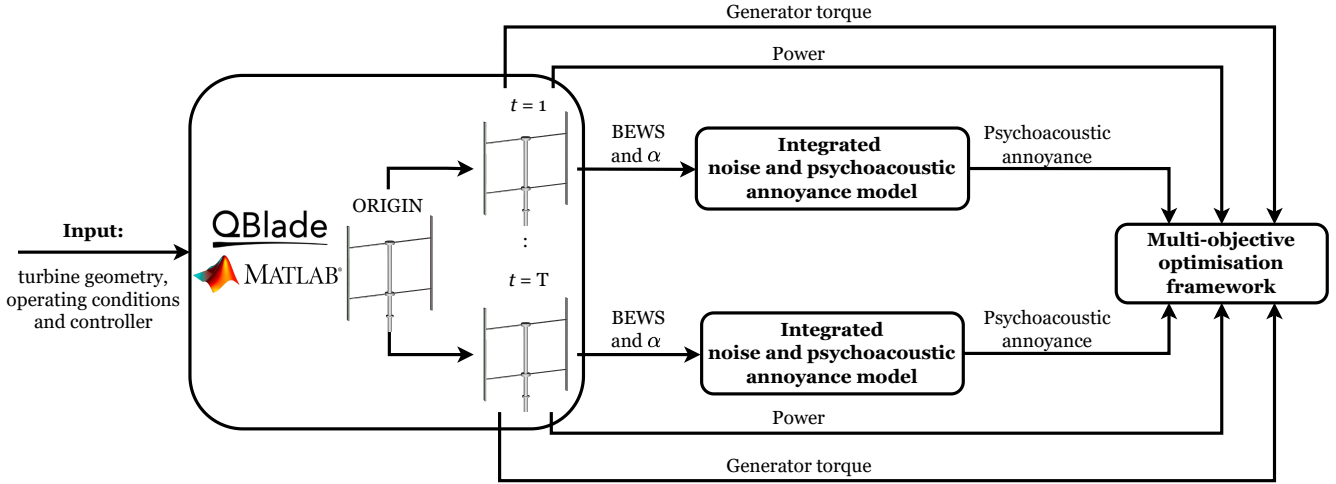 Generator torque
Power
t = 1
BEWS
and α
Integrated
noise and psychoacoustic
annoyance model
Psychoacoustic
annoyance
ORIGIN
Input:
turbine geometry,
operating conditions
and controller
QBlade
MATLAB®
:
t = T
Multi-objective
optimisation
framework
BEWS
and α
Integrated
noise and psychoacoustic
annoyance model
Psychoacoustic
annoyance
Power
Generator torque